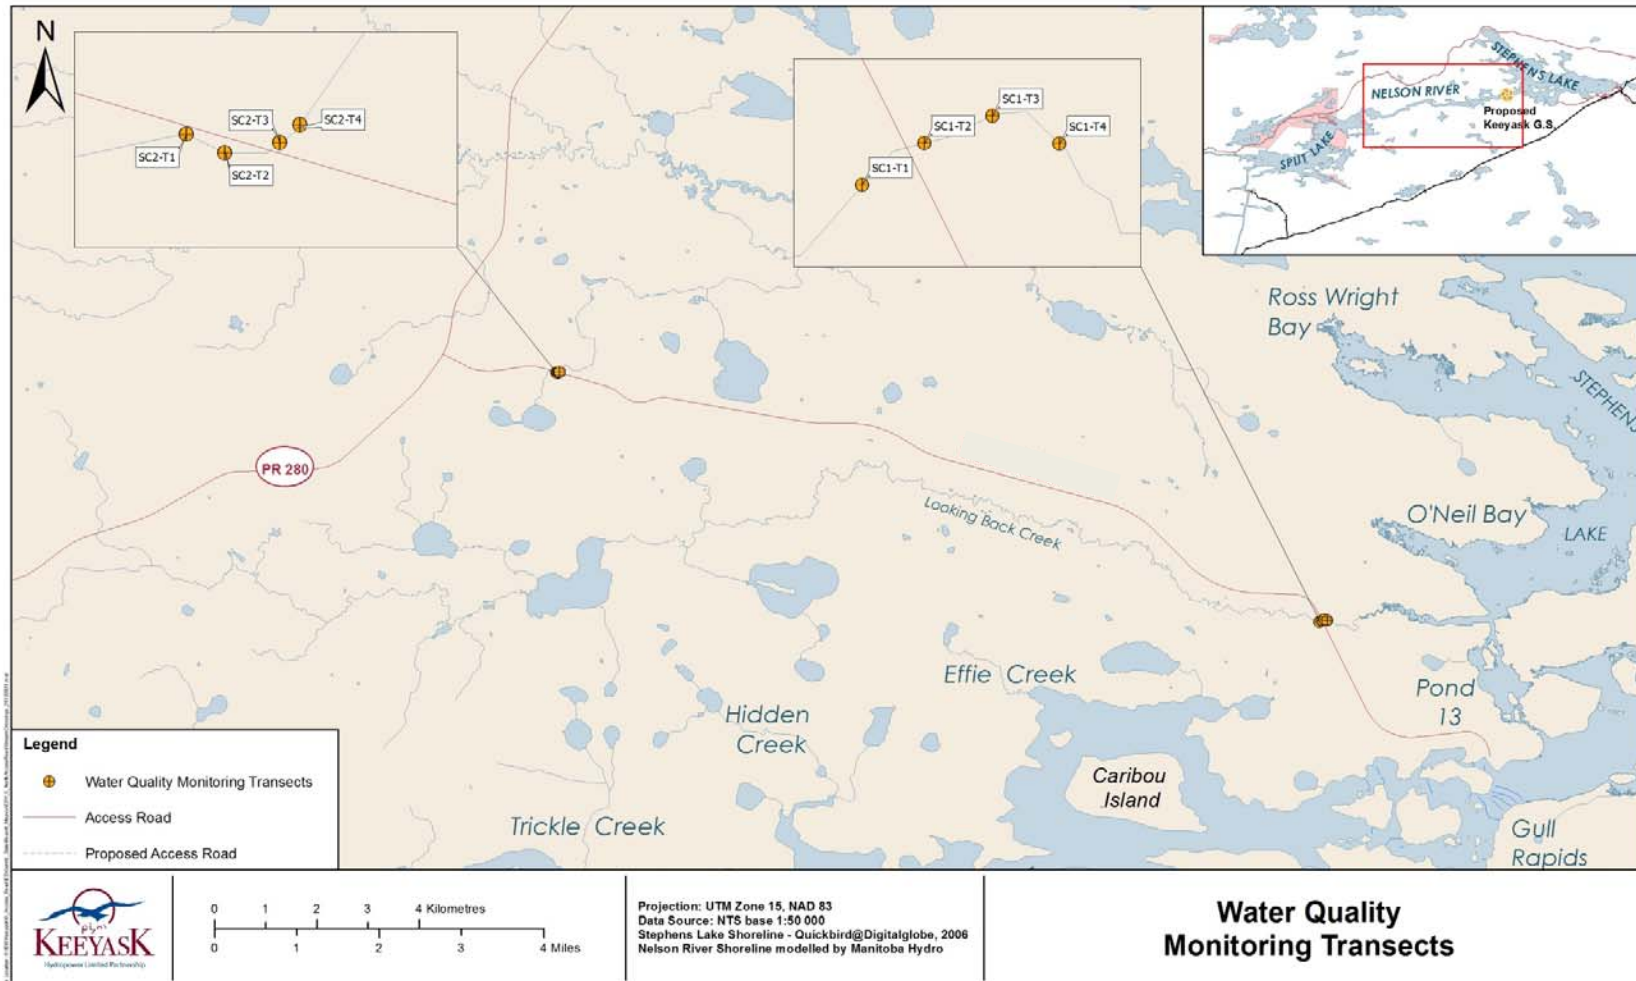 N
SC2-T3
SC2-T4
SC2-T1
SC2-T2
SC1-T3
SC1-T2
SC1-T4
SC1-T1
STEPHENS LAKE
NELSON RIVER
Proposed
Keeyask G.S.
SPLIT LAKE
Ross Wright
Bay
STEPHENS
PR 280
Looking Back Creek
O'Neil Bay
LAKE
Effie Creek
Pond
13
Hidden
Creek
Caribou
Island
Trickle Creek
Gull
Rapids
Legend
Water Quality Monitoring Transects
Access Road
Proposed Access Road
KEEYASK
Hydropower Limited Partnership
0 1 2 3 4 Kilometres
0 1 2 3 4 Miles
Projection: UTM Zone 15, NAD 83
Data Source: NTS base 1:50 000
Stephens Lake Shoreline - Quickbird@Digitalglobe, 2006
Nelson River Shoreline modelled by Manitoba Hydro
Water Quality
Monitoring Transects